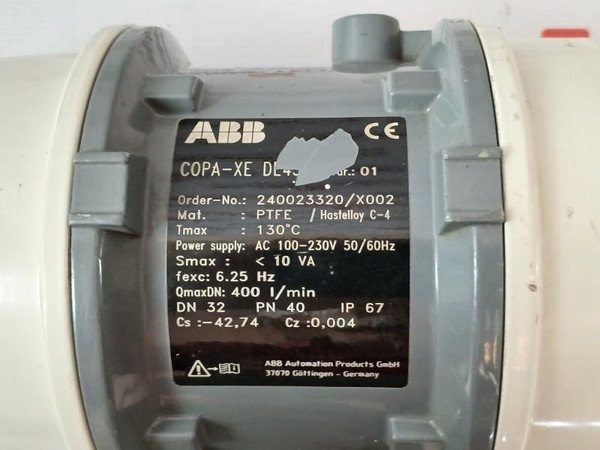 ABB CE
COPA-XE 01
Order-No.: 240023320/X002
Mat. : PTFE / Hastelloy C-4
Tmax : 130°C
Power supply: AC 100-230V 50/60Hz
Smax : < 10 VA
fexc: 6.25 Hz
QmaxDN: 400 l/min
DN 32 PN 40 IP 67
Cs :-42,74 Cz :0,004
ABB Automation Products GmbH
37070 Göttingen - Germany